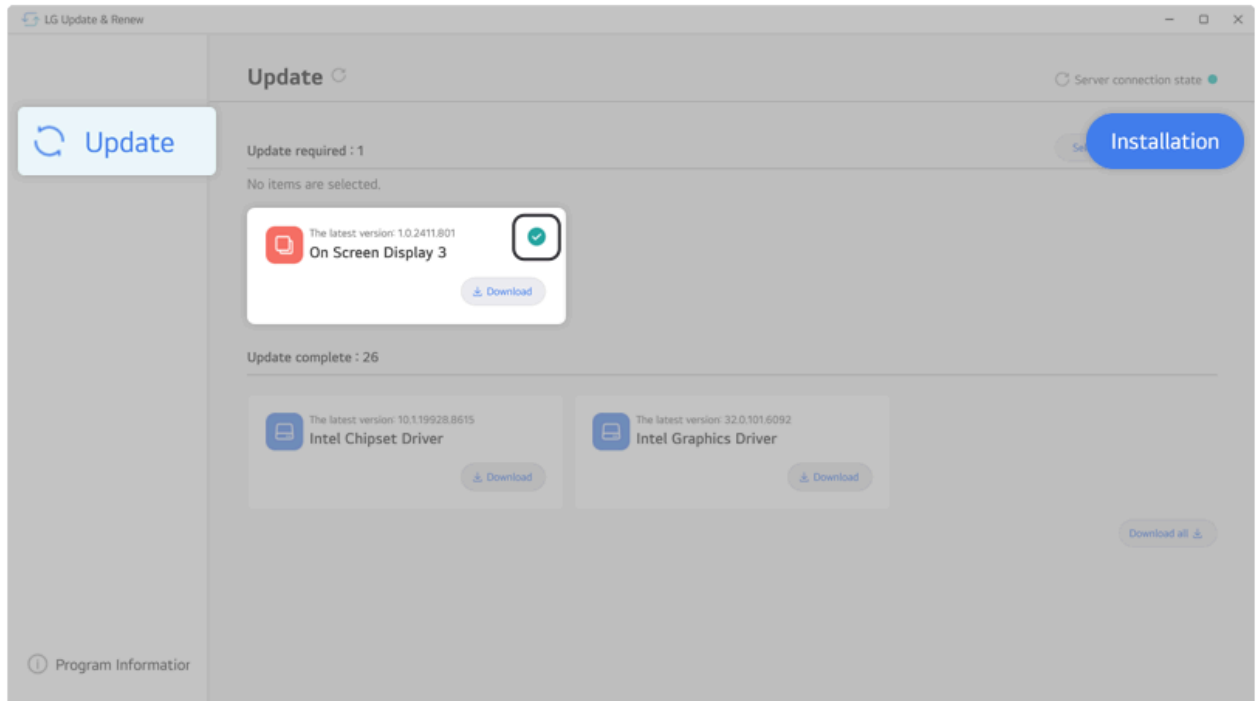 LG Update & Renew
Update
Server connection state
Update
Update required : 1
Installation
No items are selected.
The latest version: 1.0.2411.801
On Screen Display 3
Download
Update complete : 26
The latest version: 10.1.19928.8615
Intel Chipset Driver
Download
The latest version: 32.0.101.6092
Intel Graphics Driver
Download
Download all
Program Information